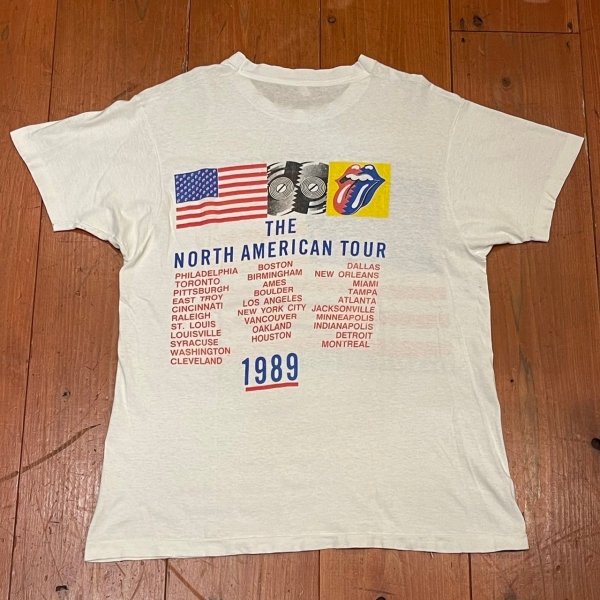 THE
NORTH AMERICAN TOUR
PHILADELPHIA
TORONTO
PITTSBURGH
EAST TROY
CINCINNATI
RALEIGH
ST. LOUIS
LOUISVILLE
SYRACUSE
WASHINGTON
CLEVELAND
BOSTON
BIRMINGHAM
AMES
BOULDER
LOS ANGELES
NEW YORK CITY
VANCOUVER
OAKLAND
HOUSTON
DALLAS
NEW ORLEANS
MIAMI
TAMPA
ATLANTA
JACKSONVILLE
MINNEAPOLIS
INDIANAPOLIS
DETROIT
MONTREAL
1989